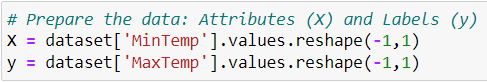 # Prepare the data: Attributes (X) and Labels (y)
X = dataset['MinTemp'].values.reshape(-1,1)
y = dataset['MaxTemp'].values.reshape(-1,1)